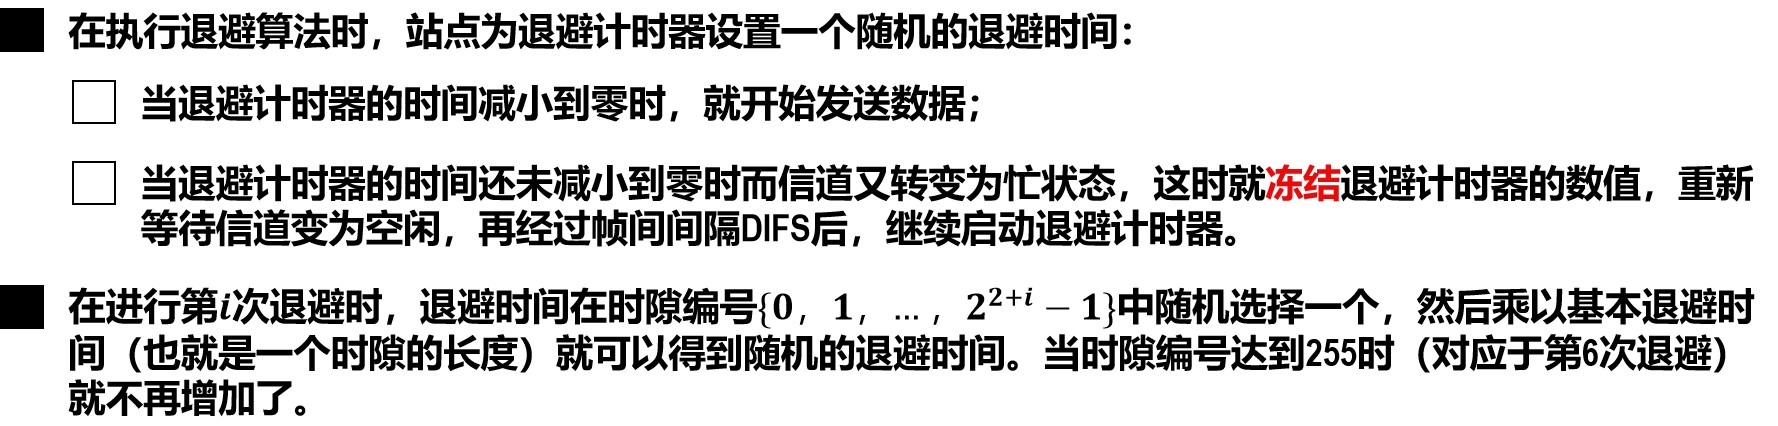 在执行退避算法时，站点为退避计时器设置一个随机的退避时间：
当退避计时器的时间减小到零时，就开始发送数据；
当退避计时器的时间还未减小到零时而信道又转变为忙状态，这时就冻结退避计时器的数值，重新
等待信道变为空闲，再经过帧间间隔DIFS后，继续启动退避计时器。
在进行第i次退避时，退避时间在时隙编号{0，1，…，2^{2+i} − 1}中随机选择一个，然后乘以基本退避时
间（也就是一个时隙的长度）就可以得到随机的退避时间。当时隙编号达到255时（对应于第6次退避）
就不再增加了。